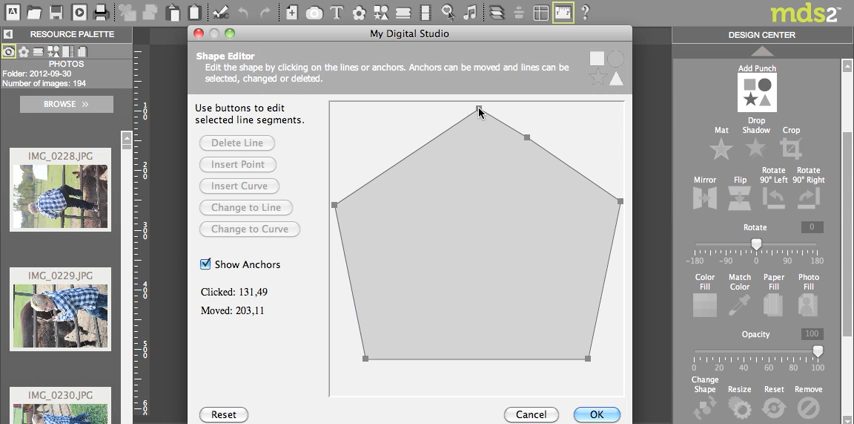 My Digital Studio
mds2™
RESOURCE PALETTE
PHOTOS
Folder: 2012-09-30
Number of images: 194
BROWSE >>
IMG_0228.JPG
IMG_0229.JPG
IMG_0230.JPG
100
200
300
400
500
Shape Editor
Edit the shape by clicking on the lines or anchors. Anchors can be moved and lines can be
selected, changed or deleted.
Use buttons to edit
selected line segments.
Delete Line
Insert Point
Insert Curve
Change to Line
Change to Curve
Show Anchors
Clicked: 131,49
Moved: 203,11
Reset
Cancel
OK
DESIGN CENTER
Add Punch
Mat
Drop
Shadow
Crop
Mirror
Flip
Rotate
90° Left
Rotate
90° Right
Rotate
0
-180 -90 0 90 180
Color
Fill
Match
Color
Paper
Fill
Photo
Fill
Opacity
100
0 20 40 60 80 100
Change
Shape
Resize
Reset
Remove